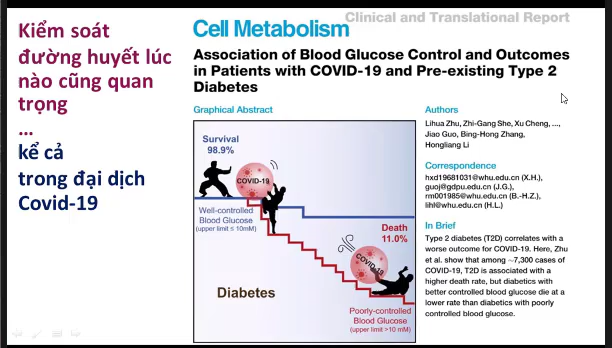 Kiểm soát
đường huyết lúc
nào cũng quan
trọng
...
kể cả
trong đại dịch
Covid-19
Clinical and Translational Report
Cell Metabolism
Association of Blood Glucose Control and Outcomes
in Patients with COVID-19 and Pre-existing Type 2
Diabetes
Graphical Abstract
Survival
98.9%
COVID-19
Well-controlled
Blood Glucose
(upper limit ≤ 10mM)
Death
11.0%
COVID-19
Diabetes
Poorly-controlled
Blood Glucose
(upper limit >10 mM)
Authors
Lihua Zhu, Zhi-Gang She, Xu Cheng, ...,
Jiao Guo, Bing-Hong Zhang,
Hongliang Li
Correspondence
hxd19681031@whu.edu.cn (X.H.),
guoj@gdpu.edu.cn (J.G.),
rm001985@whu.edu.cn (B.-H.Z.),
lihl@whu.edu.cn (H.L.)
In Brief
Type 2 diabetes (T2D) correlates with a
worse outcome for COVID-19. Here, Zhu
et al. show that among ~7,300 cases of
COVID-19, T2D is associated with a
higher death rate, but diabetics with
better controlled blood glucose die at a
lower rate than diabetics with poorly
controlled blood glucose.